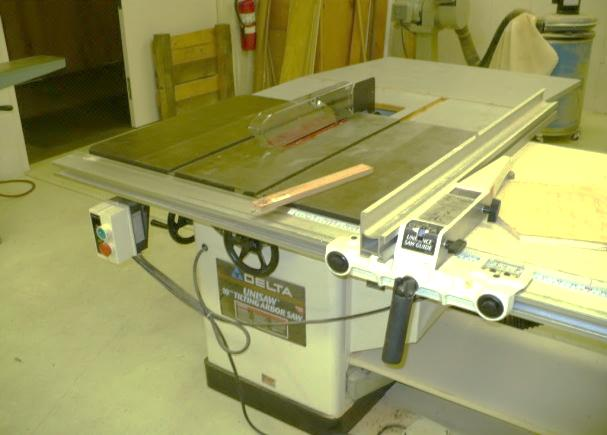 UNIFENCE
SAW GUIDE
DELTA
UNISAW
10" TILTING ARBOR SAW